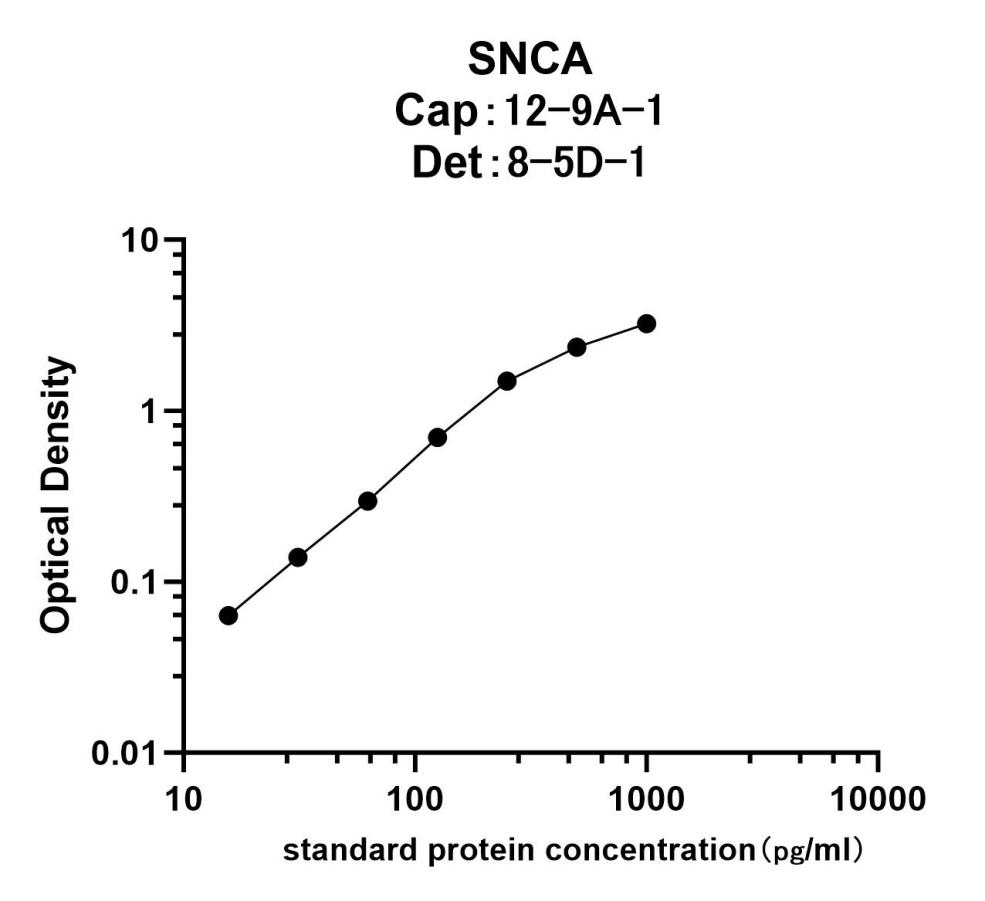 SNCA
Cap:12-9A-1
Det:8-5D-1
10
1
0.1
0.01
Optical Density
10 100 1000 10000
standard protein concentration(pg/ml)